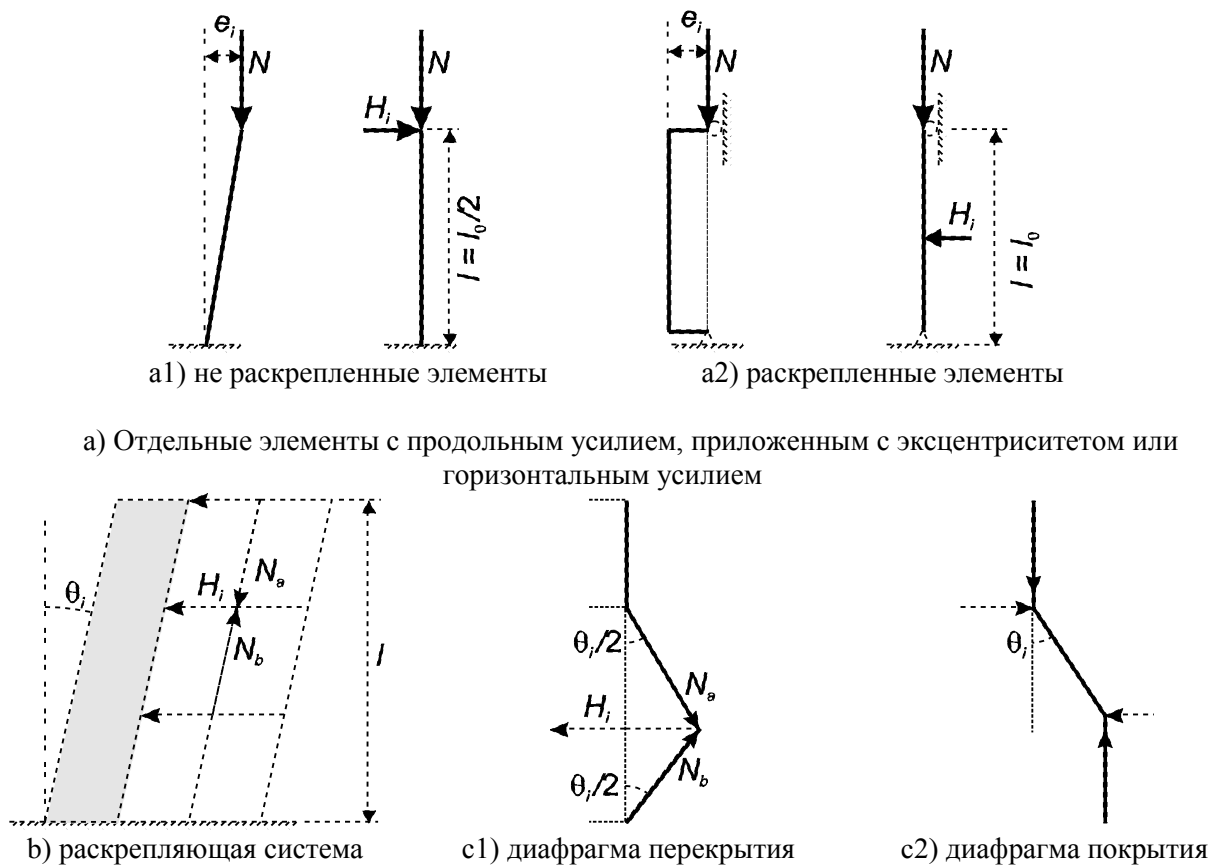 eᵢ
N
N
Hᵢ
l = l₀/2
eᵢ
N
N
Hᵢ
l = l₀
a1) не раскрепленные элементы
a2) раскрепленные элементы
a) Отдельные элементы с продольным усилием, приложенным с эксцентриситетом или
горизонтальным усилием
θᵢ
Hᵢ
Nₐ
N_b
l
θᵢ/2
Nₐ
Hᵢ
N_b
θᵢ/2
θᵢ
b) раскрепляющая система
c1) диафрагма перекрытия
c2) диафрагма покрытия